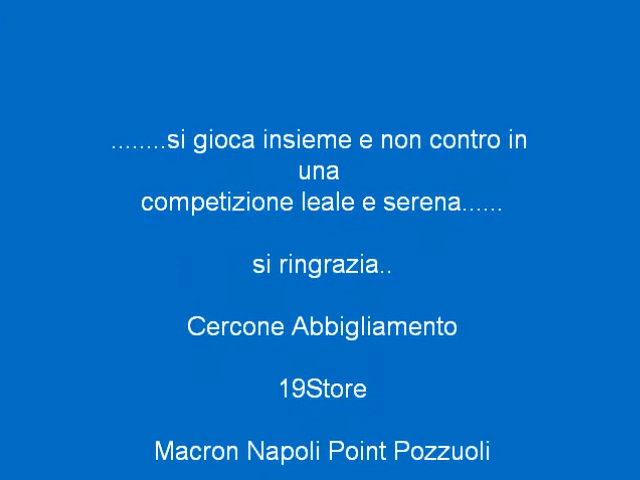 ........si gioca insieme e non contro in
una
competizione leale e serena......
si ringrazia..
Cercone Abbigliamento
19Store
Macron Napoli Point Pozzuoli